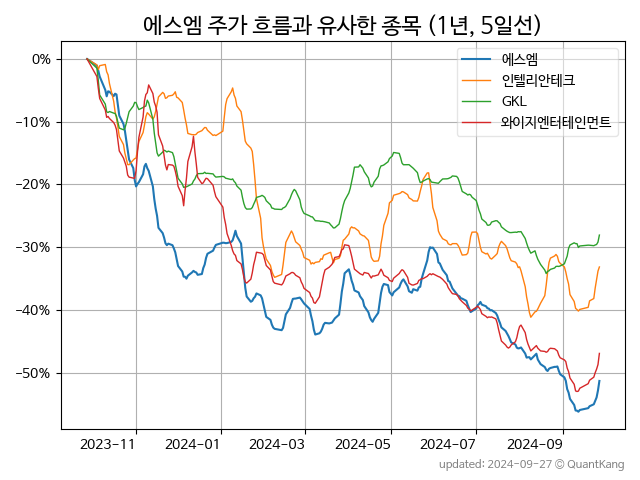 에스엠 주가 흐름과 유사한 종목 (1년, 5일선)
에스엠
인텔리안테크
GKL
와이지엔터테인먼트
0%
−10%
−20%
−30%
−40%
−50%
2023−11
2024−01
2024−03
2024−05
2024−07
2024−09
updated: 2024-09-27 © QuantKang